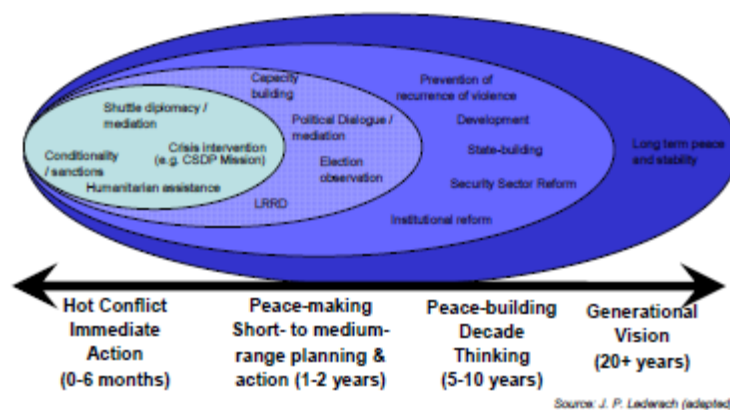 Shuttle diplomacy /
mediation
Conditionality
/ sanctions
Crisis intervention
(e.g. CSDP Mission)
Humanitarian assistance
Capacity
building
Political Dialogue /
mediation
Election
observation
LRRD
Prevention of
recurrence of violence
Development
State-building
Security Sector Reform
Institutional reform
Long term peace
and stability
Hot Conflict
Immediate
Action
(0-6 months)
Peace-making
Short- to medium-
range planning &
action (1-2 years)
Peace-building
Decade
Thinking
(5-10 years)
Generational
Vision
(20+ years)
Source: J. P. Lederach (adapted)